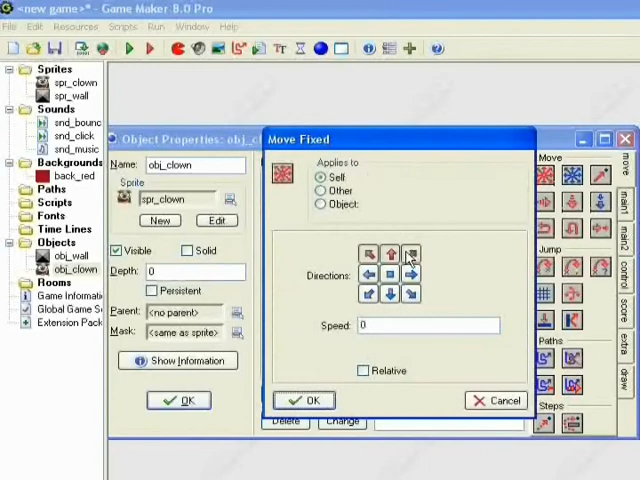 <new game>* - Game Maker 8.0 Pro
File Edit Resources Scripts Run Window Help
Sprites
spr_clown
spr_wall
Sounds
snd_bounc
snd_click
snd_music
Backgrounds
back_red
Paths
Scripts
Fonts
Time Lines
Objects
obj_wall
obj_clown
Rooms
Game Informa
Global Game Se
Extension Pack
Object Properties: obj_cl
Name: obj_clown
Sprite
spr_clown
New Edit
Visible Solid
Depth: 0
Persistent
Parent: <no parent>
Mask: <same as sprite>
Show Information
OK
Move Fixed
Applies to
Self
Other
Object:
Directions:
Speed: 0
Relative
OK Cancel
Delete Change
Move
Jump
Paths
Steps
move
main1
main2
control
score
extra
draw